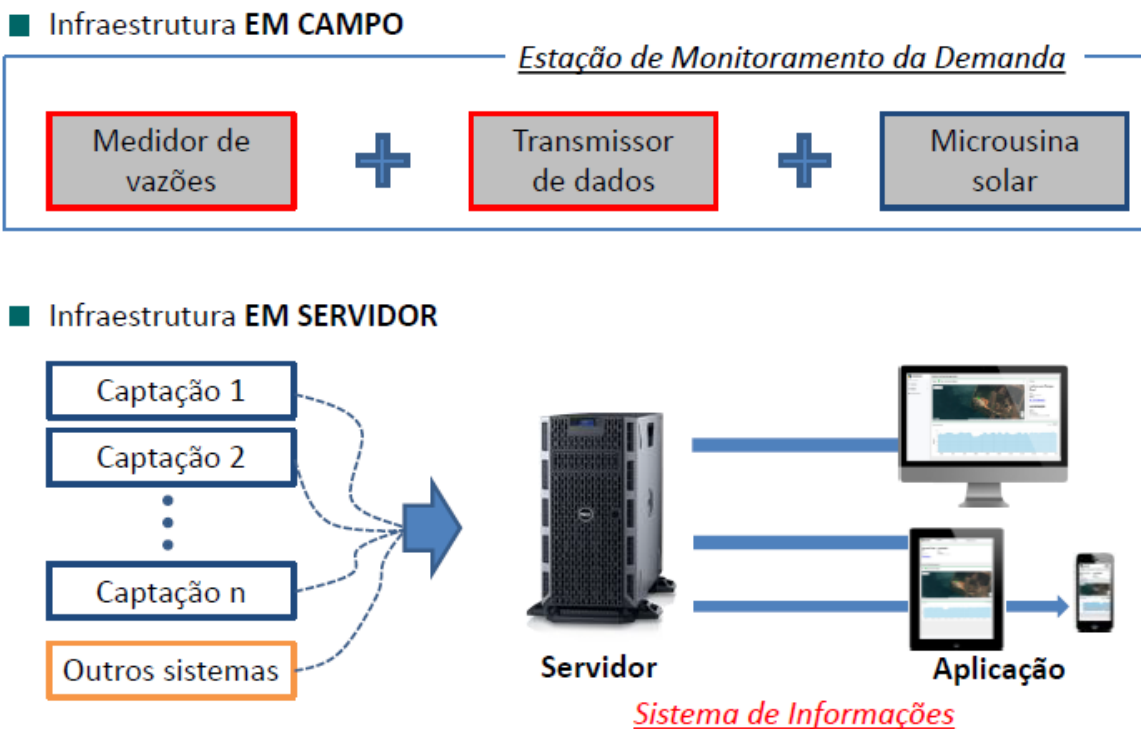 Infraestrutura EM CAMPO
Estação de Monitoramento da Demanda
Medidor de
vazões
Transmissor
de dados
Microusina
solar
Infraestrutura EM SERVIDOR
Captação 1
Captação 2
Captação n
Outros sistemas
Servidor
Aplicação
Sistema de Informações